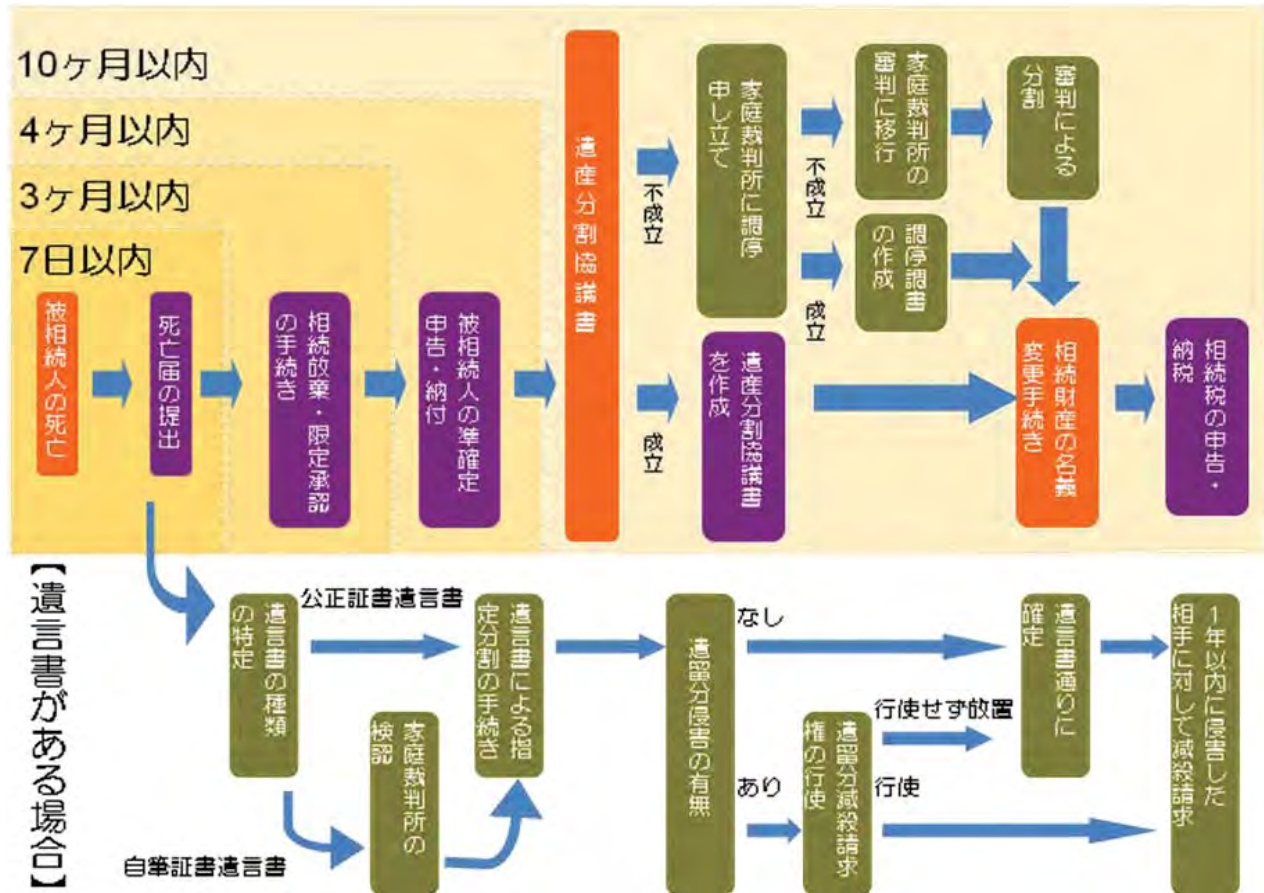 10ヶ月以内
4ヶ月以内
3ヶ月以内
7日以内
被相続人の死亡
死亡届の提出
相続放棄・限定承認
の手続き
被相続人の準確定
申告・納付
遺産分割協議書
不成立
成立
家庭裁判所に調停
申し立て
遺産分割協議書
を作成
不成立
成立
家庭裁判所の
審判に移行
調停調書
の作成
審判による
分割
相続財産の名義
変更手続き
相続税の申告・
納税
【遺言書がある場合】
遺言書の種類
の特定
公正証書遺言書
自筆証書遺言書
家庭裁判所の
検認
遺言書による指
定分割の手続き
遺留分侵害の有無
なし
あり
遺留分減殺請求
権の行使
行使せず放置
行使
遺言書通りに
確定
1年以内に侵害した
相手に対して減殺請求